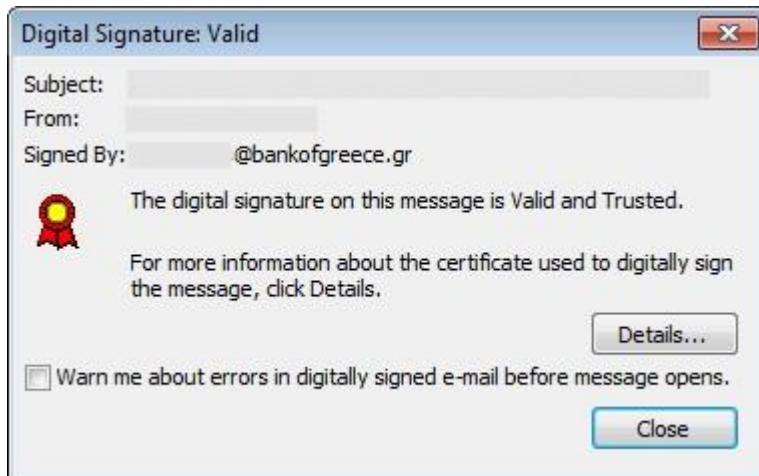 Digital Signature: Valid
Subject:
From:
Signed By: @bankofgreece.gr
The digital signature on this message is Valid and Trusted.
For more information about the certificate used to digitally sign
the message, click Details.
Details...
Warn me about errors in digitally signed e-mail before message opens.
Close